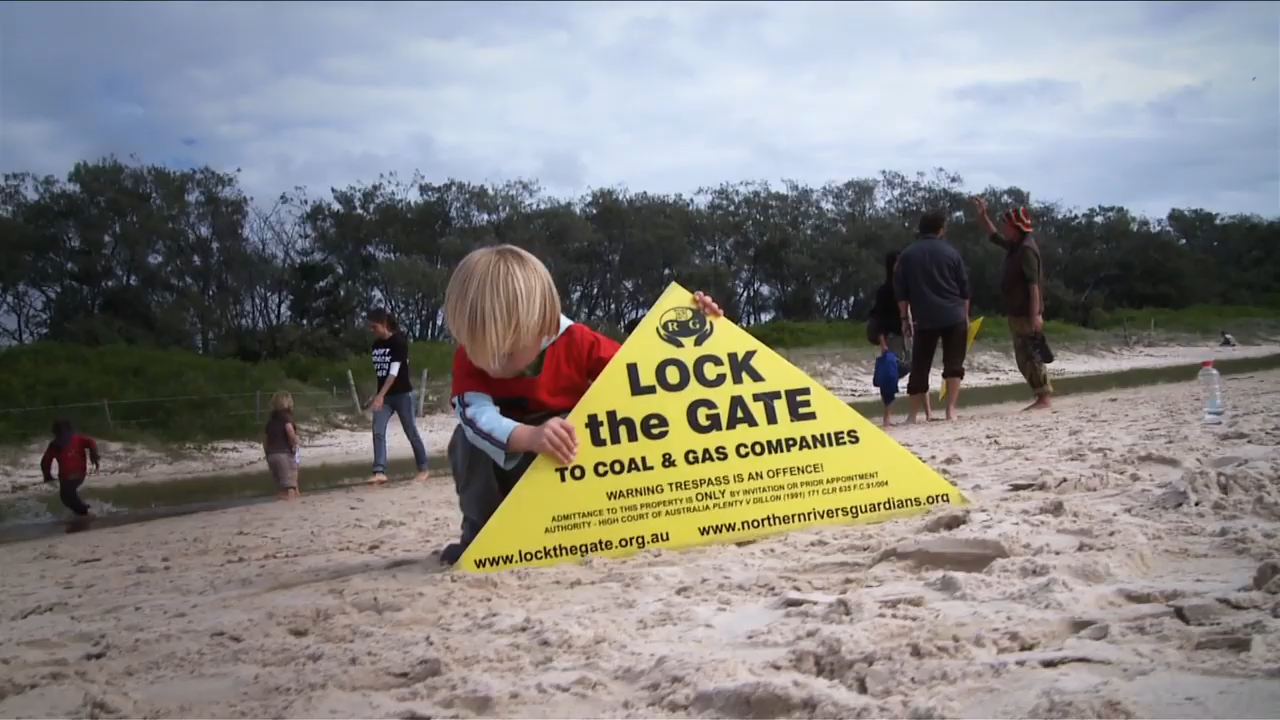 R G
LOCK
the GATE
TO COAL & GAS COMPANIES
WARNING TRESPASS IS AN OFFENCE!
ADMITTANCE TO THIS PROPERTY IS ONLY BY INVITATION OR PRIOR APPOINTMENT
AUTHORITY - HIGH COURT OF AUSTRALIA PLENTY V DILLON (1991) 171 CLR 635 F.C.91/004
www.lockthegate.org.au www.northernriversguardians.org